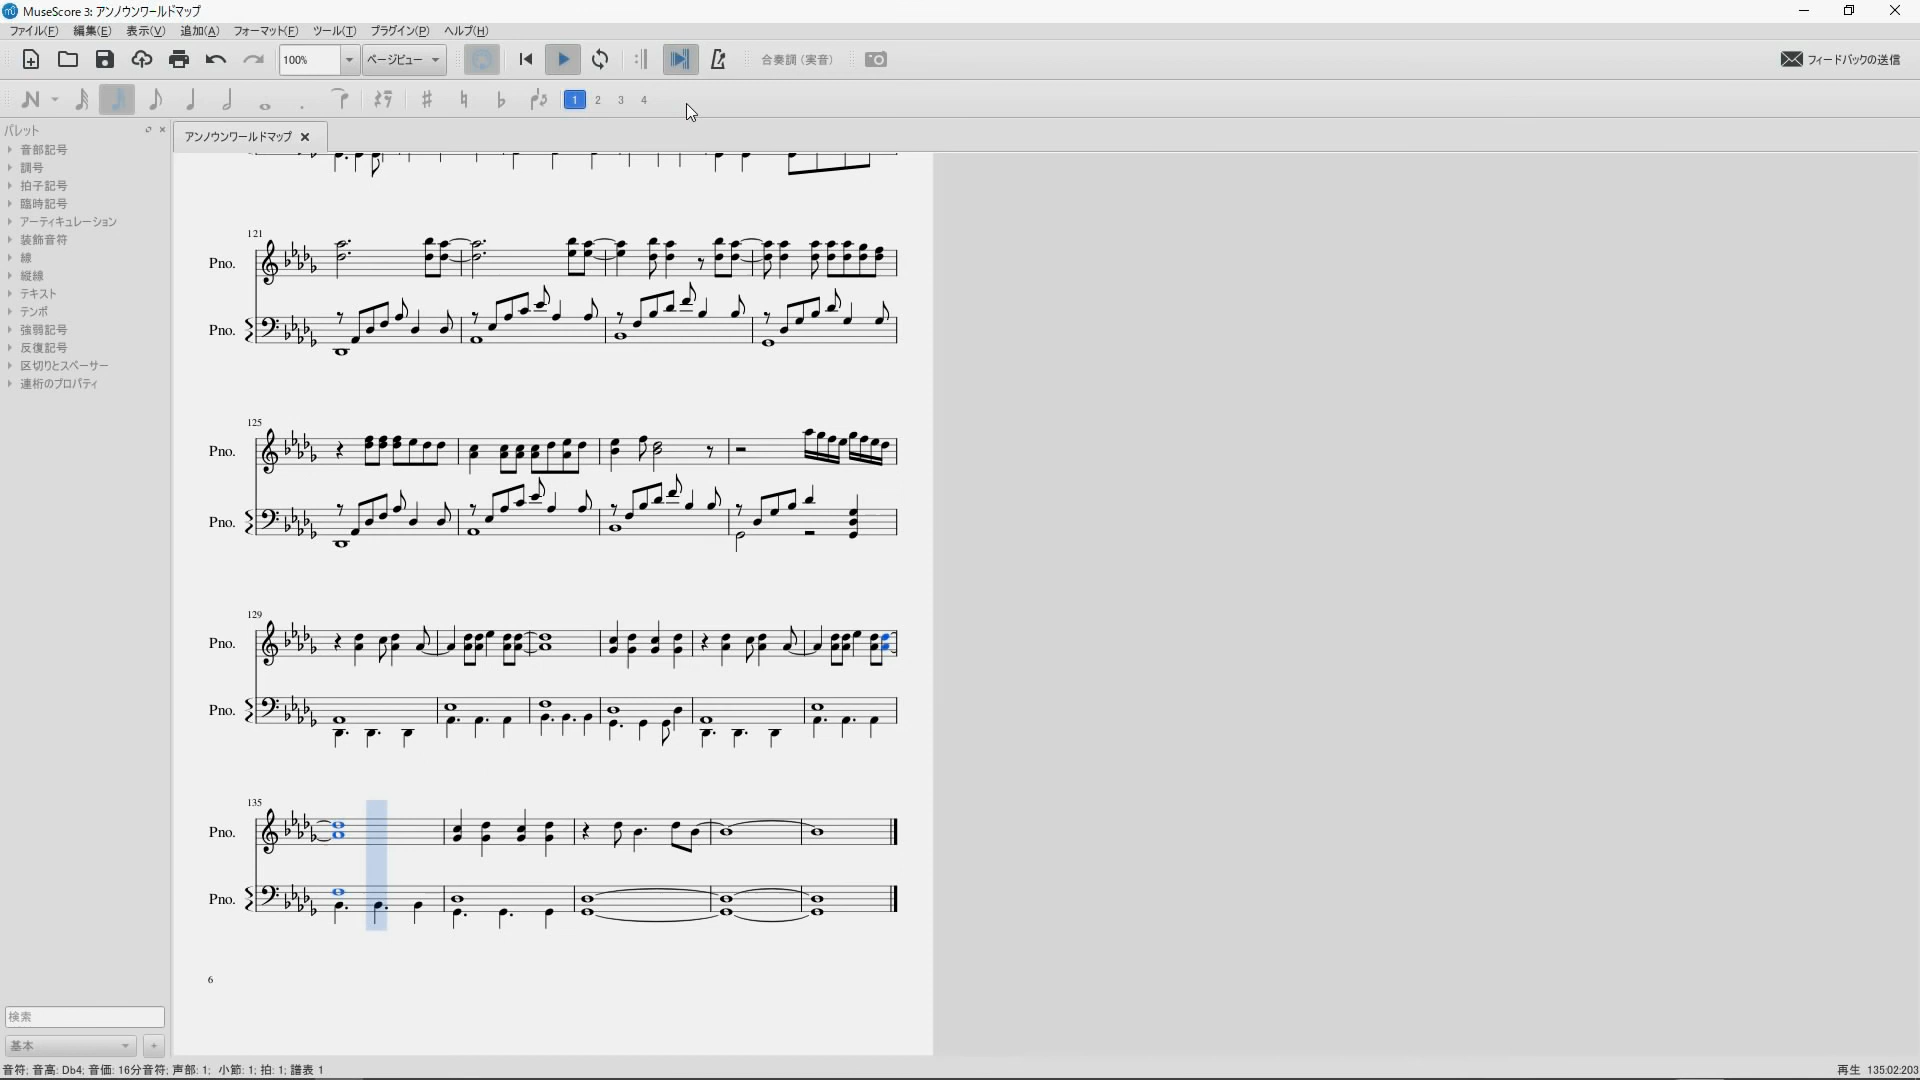 MuseScore 3: アンノウンワールドマップ
ファイル(F) 編集(E) 表示(V) 追加(A) フォーマット(F) ツール(T) プラグイン(P) ヘルプ(H)
100% ページビュー 合奏調 (実音) フィードバックの送信
1 2 3 4
パレット
音部記号
調号
拍子記号
臨時記号
アーティキュレーション
装飾音符
線
縦線
テキスト
テンポ
強弱記号
反復記号
区切りとスペーサー
連桁のプロパティ
検索
基本
+
アンノウンワールドマップ
121
Pno.
Pno.
125
Pno.
Pno.
129
Pno.
Pno.
135
Pno.
Pno.
6
音符; 音高: Db4; 音価: 16分音符; 声部: 1; 小節: 1; 拍: 1; 譜表 1
再生 135:02:203